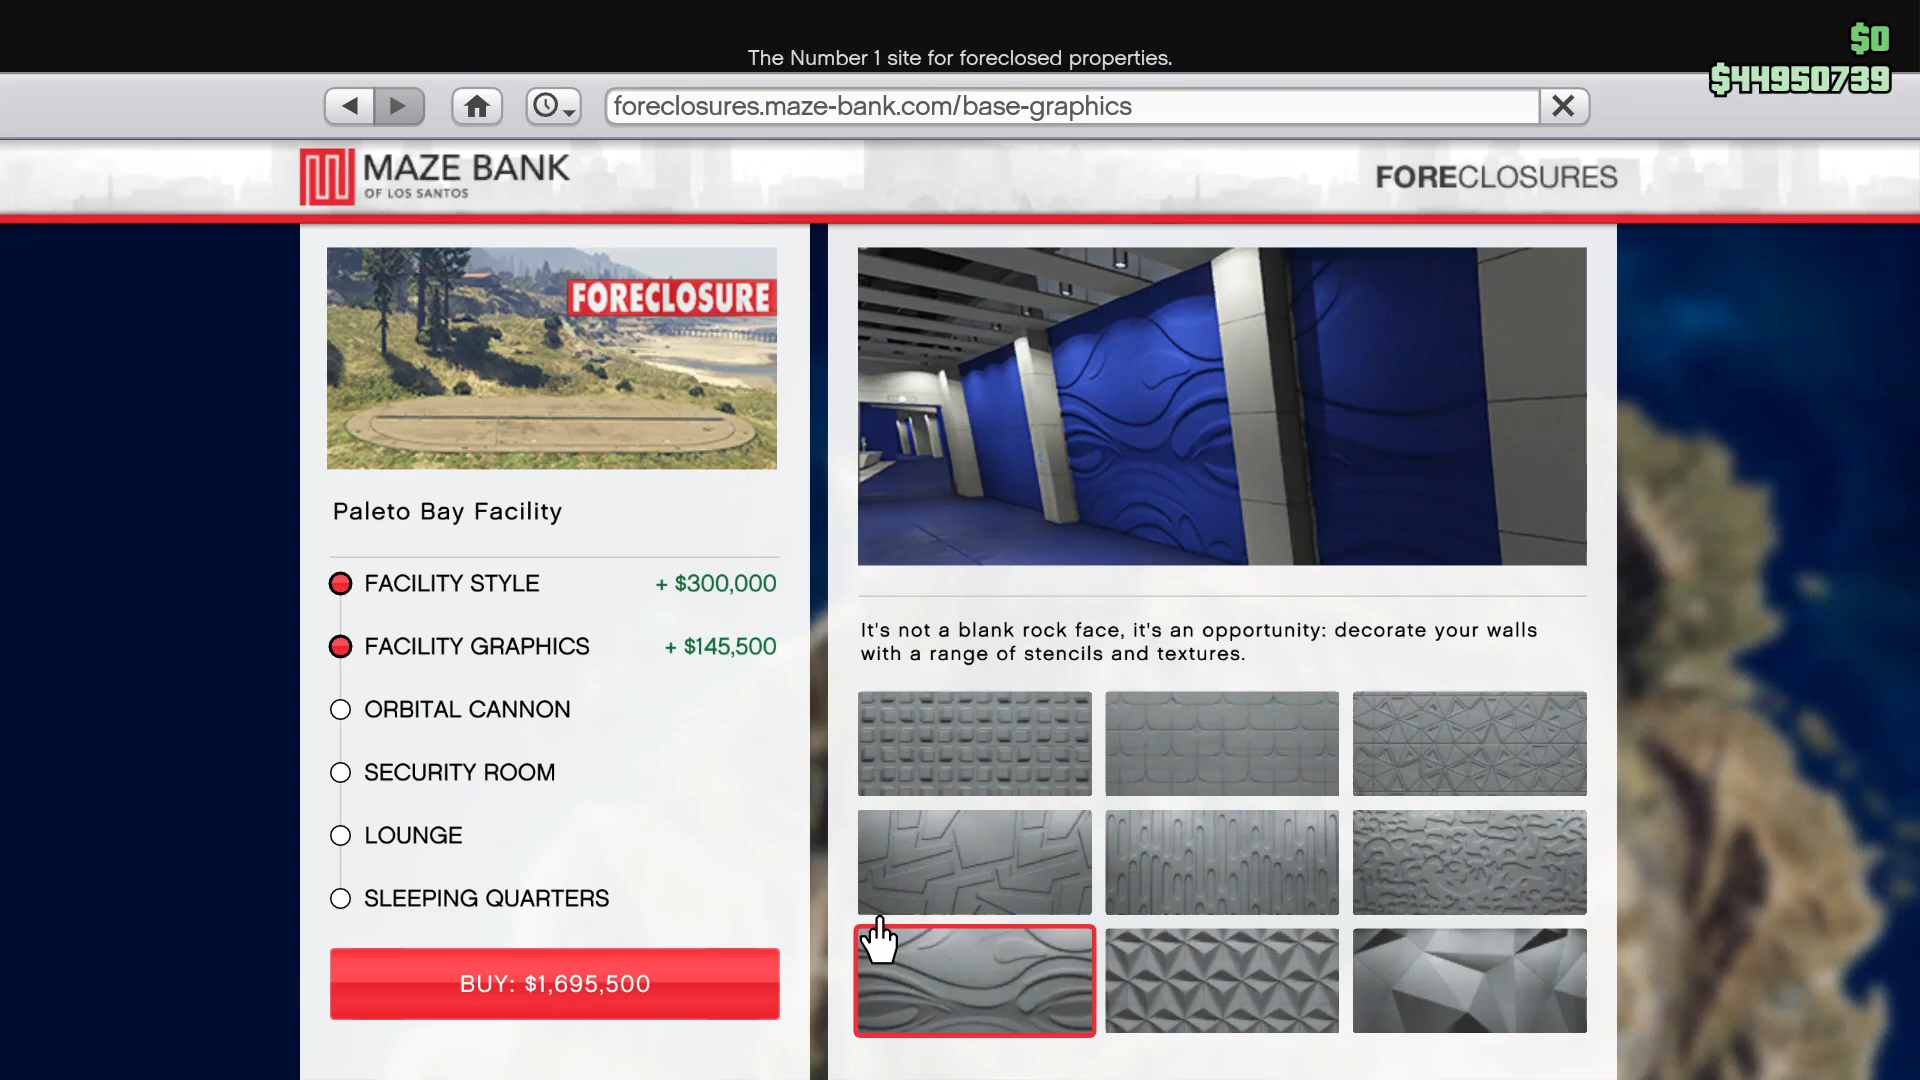 The Number 1 site for foreclosed properties.
$0
$44950739
foreclosures.maze-bank.com/base-graphics
MAZE BANK
OF LOS SANTOS
FORECLOSURES
FORECLOSURE
Paleto Bay Facility
FACILITY STYLE + $300,000
FACILITY GRAPHICS + $145,500
ORBITAL CANNON
SECURITY ROOM
LOUNGE
SLEEPING QUARTERS
BUY: $1,695,500
It's not a blank rock face, it's an opportunity: decorate your walls
with a range of stencils and textures.